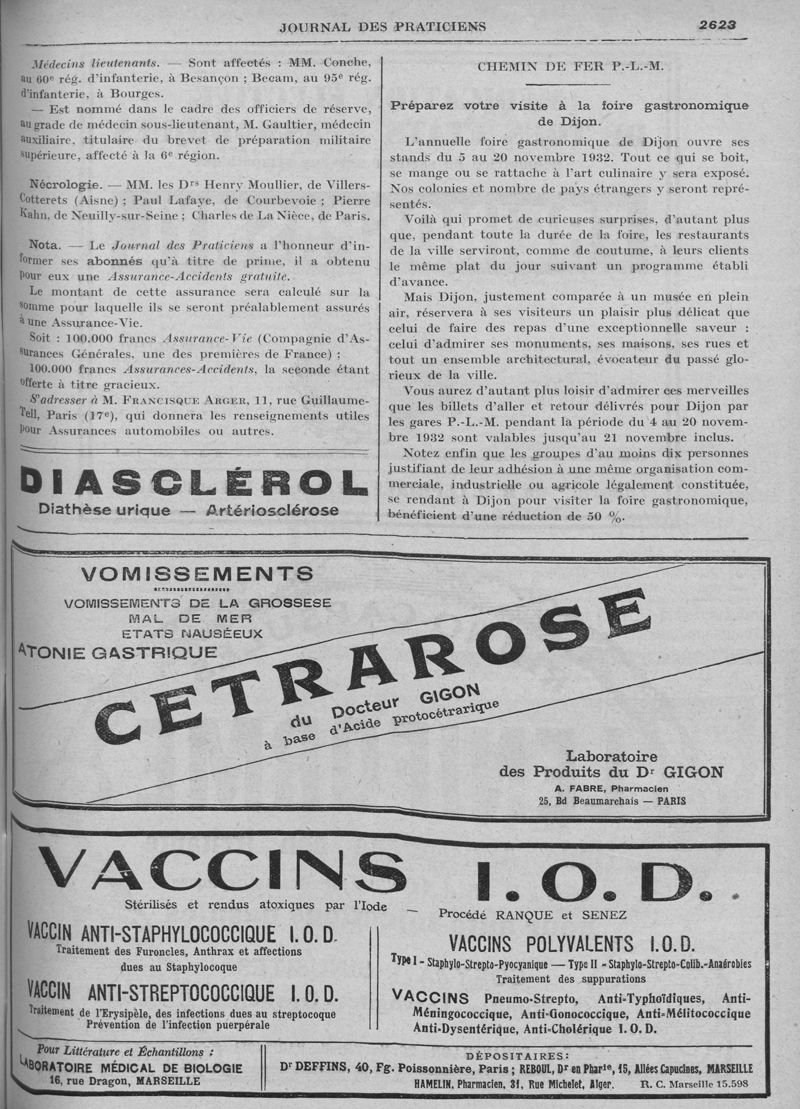 JOURNAL DES PRATICIENS
2623
Médecins lieutenants. — Sont affectés : MM. Conche,
au 60e rég. d'infanterie, à Besançon ; Becam, au 95e rég.
d'infanterie, à Bourges.
— Est nommé dans le cadre des officiers de réserve,
au grade de médecin sous-lieutenant, M. Gaultier, médecin
auxiliaire, titulaire du brevet de préparation militaire
supérieure, affecté à la 6e région.
Nécrologie. — MM. les Drs Henry Moullier, de Villers-
Cotterets (Aisne) ; Paul Lafaye, de Courbevoie ; Pierre
Kahn, de Neuilly-sur-Seine ; Charles de La Nièce, de Paris.
Nota. — Le Journal des Praticiens a l'honneur d'in-
former ses abonnés qu'à titre de prime, il a obtenu
pour eux une Assurance-Accidents gratuite.
Le montant de cette assurance sera calculé sur la
somme pour laquelle ils se seront préalablement assurés
à une Assurance-Vie.
Soit : 100.000 francs Assurance-Vie (Compagnie d'As-
surances Générales, une des premières de France) ;
100.000 francs Assurances-Accidents, la seconde étant
offerte à titre gracieux.
S'adresser à M. FRANCISQUE ARGER, 11, rue Guillaume-
Tell, Paris (17e), qui donnera les renseignements utiles
pour Assurances automobiles ou autres.
DIASCLÉROL
Diathèse urique — Artériosclérose
CHEMIN DE FER P.-L.-M.
Préparez votre visite à la foire gastronomique
de Dijon.
L'annuelle foire gastronomique de Dijon ouvre ses
stands du 5 au 20 novembre 1932. Tout ce qui se boît,
se mange ou se rattache à l'art culinaire y sera exposé.
Nos colonies et nombre de pays étrangers y seront repré-
sentés.
Voilà qui promet de curieuses surprises, d'autant plus
que, pendant toute la durée de la foire, les restaurants
de la ville serviront, comme de coutume, à leurs clients
le même plat du jour suivant un programme établi
d'avance.
Mais Dijon, justement comparée à un musée en plein
air, réservera à ses visiteurs un plaisir plus délicat que
celui de faire des repas d'une exceptionnelle saveur :
celui d'admirer ses monuments, ses maisons, ses rues et
tout un ensemble architectural, évocateur du passé glo-
rieux de la ville.
Vous aurez d'autant plus loisir d'admirer ces merveilles
que les billets d'aller et retour délivrés pour Dijon par
les gares P.-L.-M. pendant la période du 4 au 20 novem-
bre 1932 sont valables jusqu'au 21 novembre inclus.
Notez enfin que les groupes d'au moins dix personnes
justifiant de leur adhésion à une même organisation com-
merciale, industrielle ou agricole légalement constituée,
se rendant à Dijon pour visiter la foire gastronomique,
bénéficient d'une réduction de 50 %.
VOMISSEMENTS
VOMISSEMENTS DE LA GROSSESE
MAL DE MER
ETATS NAUSÉEUX
ATONIE GASTRIQUE
CETRAROSE
du Docteur GIGON
à base d'Acide protocétrarique
Laboratoire
des Produits du Dr GIGON
A. FABRE, Pharmacien
25, Bd Beaumarchais — PARIS
VACCINS I.O.D.
Stérilisés et rendus atoxiques par l'Iode — Procédé RANQUE et SENEZ
VACCIN ANTI-STAPHYLOCOCCIQUE I.O.D.
Traitement des Furoncles, Anthrax et affections
dues au Staphylocoque
VACCIN ANTI-STREPTOCOCCIQUE I.O.D.
Traitement de l'Erysipèle, des infections dues au streptocoque
Prévention de l'infection puerpérale
VACCINS POLYVALENTS I.O.D.
Type I - Staphylo-Strepto-Pyocyanique — Type II - Staphylo-Strepto-Colib.-Anaérobies
Traitement des suppurations
VACCINS Pneumo-Strepto, Anti-Typhoïdiques, Anti-
Méningococcique, Anti-Gonococcique, Anti-Mélitococcique
Anti-Dysentérique, Anti-Cholérique I.O.D.
Pour Littérature et Échantillons :
LABORATOIRE MÉDICAL DE BIOLOGIE
16, rue Dragon, MARSEILLE
DÉPOSITAIRES:
Dr DEFFINS, 40, Fg. Poissonnière, Paris ; REBOUL, Dr en Pharie, 15, Allées Capucines, MARSEILLE
HAMELIN, Pharmacien, 31, Rue Michelet, Alger. R. C. Marseille 15.598